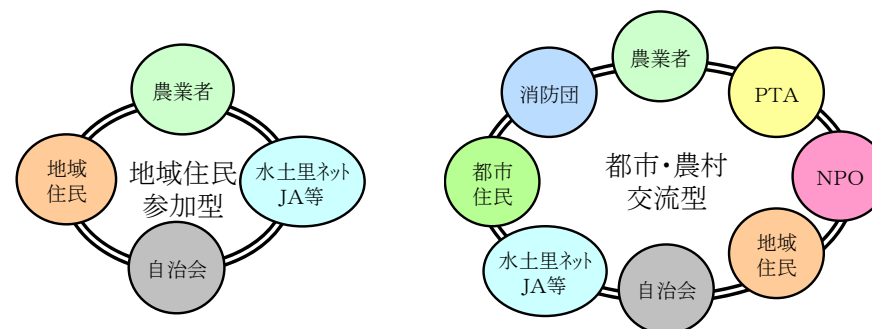 農業者
地域
住民
地域住民
参加型
水土里ネット
JA等
自治会
農業者
消防団
PTA
都市
住民
都市・農村
交流型
NPO
水土里ネット
JA等
自治会
地域
住民